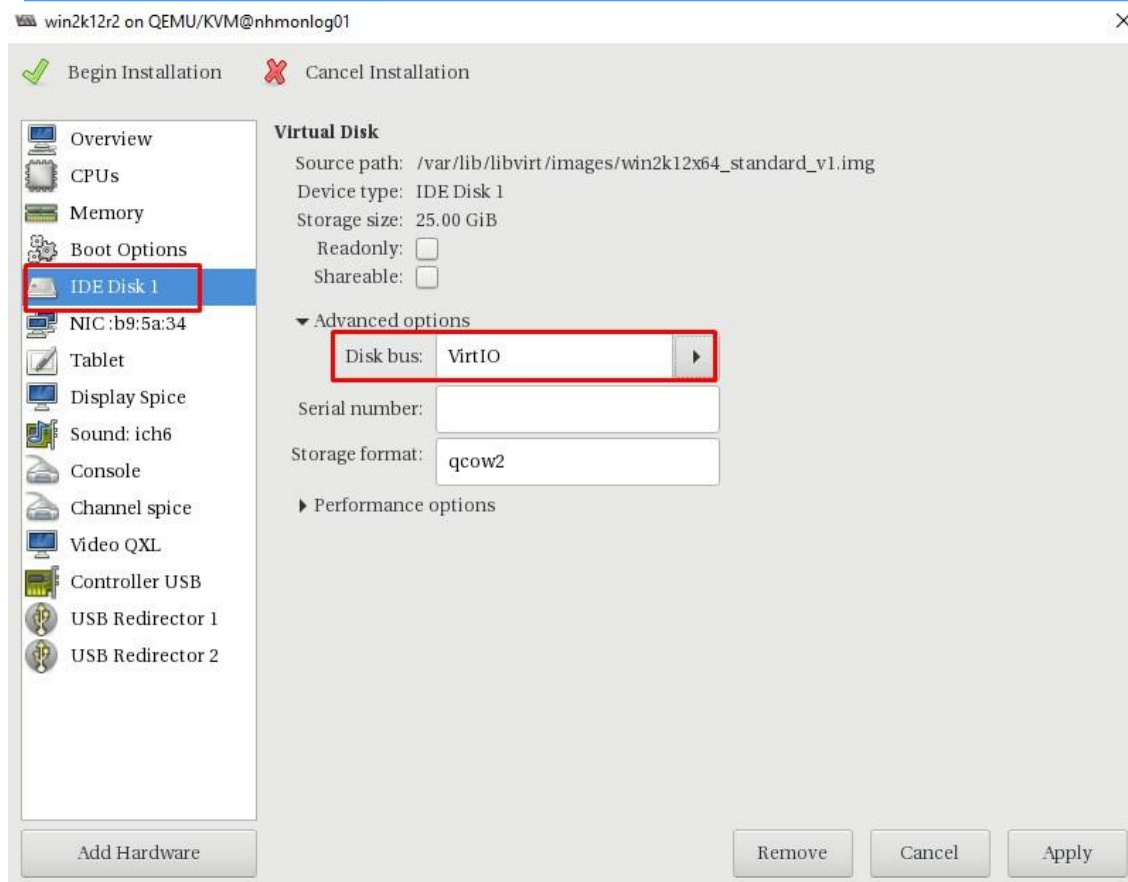 win2k12r2 on QEMU/KVM@nhmonlog01
Begin Installation Cancel Installation
Overview
CPUs
Memory
Boot Options
IDE Disk 1
NIC :b9:5a:34
Tablet
Display Spice
Sound: ich6
Console
Channel spice
Video QXL
Controller USB
USB Redirector 1
USB Redirector 2
Add Hardware
Virtual Disk
Source path: /var/lib/libvirt/images/win2k12x64_standard_v1.img
Device type: IDE Disk 1
Storage size: 25.00 GiB
Readonly:
Shareable:
Advanced options
Disk bus: VirtIO
Serial number:
Storage format: qcow2
Performance options
Remove Cancel Apply